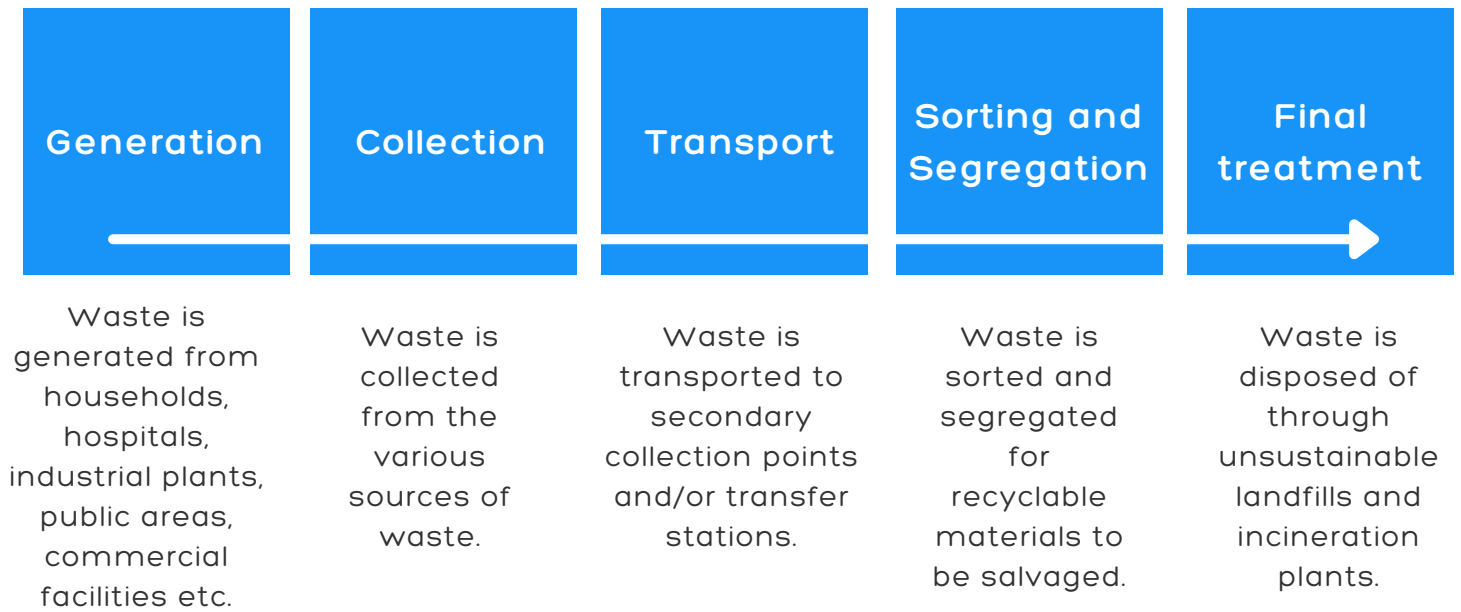 Generation
Collection
Transport
Sorting and
Segregation
Final
treatment
Waste is
generated from
households,
hospitals,
industrial plants,
public areas,
commercial
facilities etc.
Waste is
collected
from the
various
sources of
waste.
Waste is
transported to
secondary
collection points
and/or transfer
stations.
Waste is
sorted and
segregated
for
recyclable
materials to
be salvaged.
Waste is
disposed of
through
unsustainable
landfills and
incineration
plants.